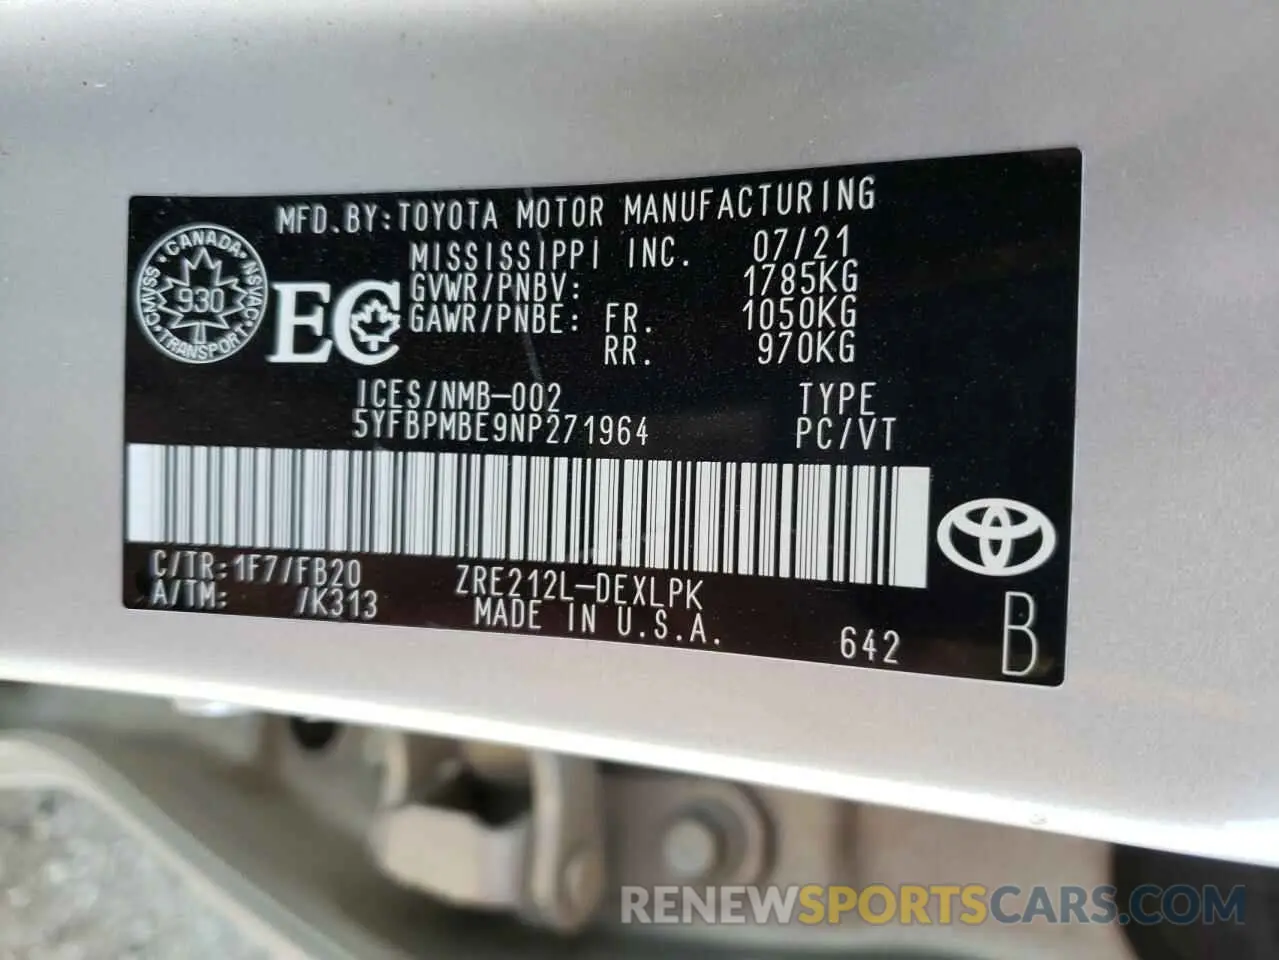 MFD.BY:TOYOTA MOTOR MANUFACTURING
MISSISSIPPI INC. 07/21
GVWR/PNBV: 1785KG
GAWR/PNBE: FR. 1050KG
RR. 970KG
CANADA
CMVSS 930 NSVAC
TRANSPORT
EC
ICES/NMB-002 TYPE
5YFBPMBE9NP271964 PC/VT
C/TR:1F7/FB20 ZRE212L-DEXLPK
A/TM: /K313 MADE IN U.S.A. 642
B
RENEWSPORTSCARS.COM